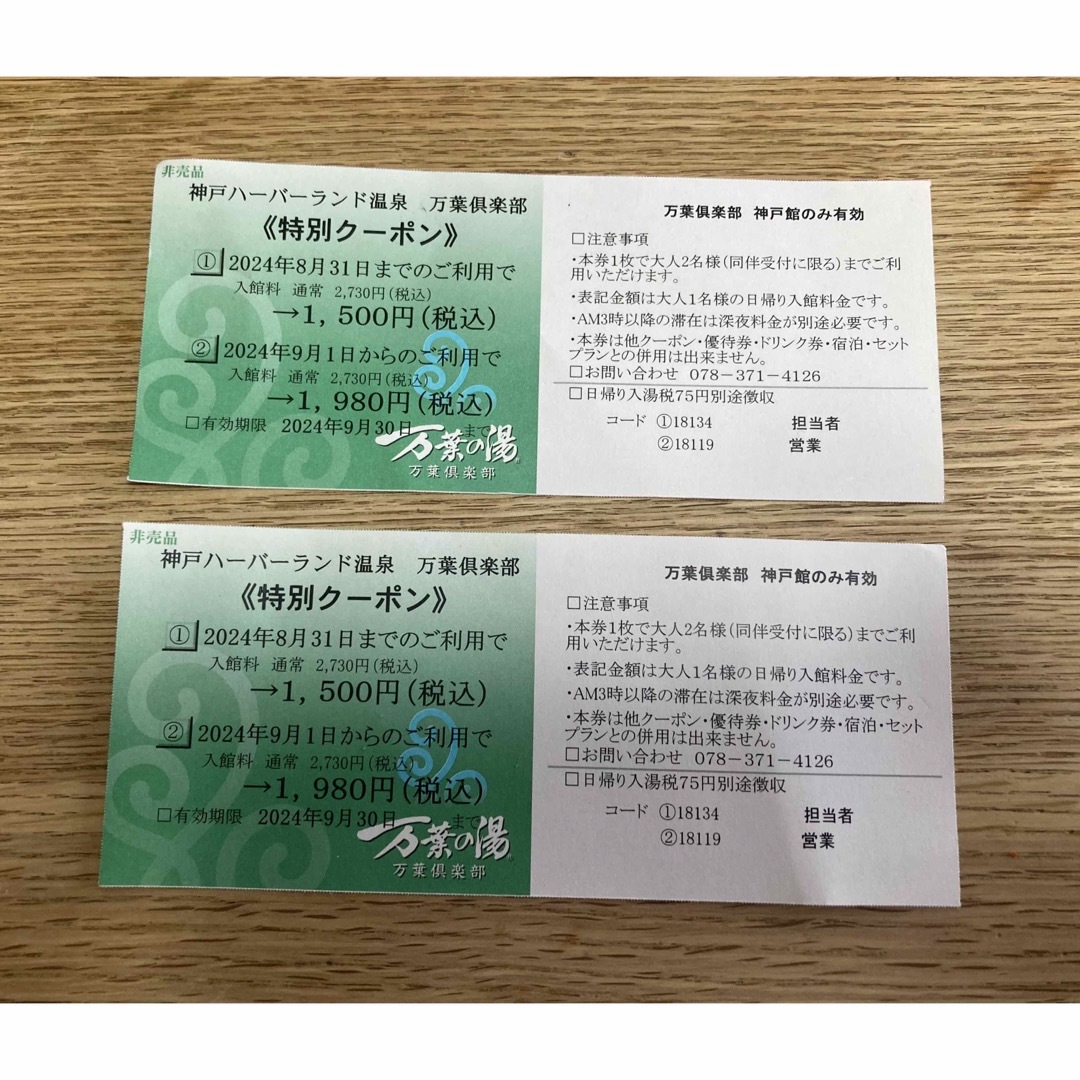 非売品
神戸ハーバーランド温泉 万葉倶楽部
《特別クーポン》
① 2024年8月31日までのご利用で
入館料 通常 2,730円(税込)
→1,500円(税込)
② 2024年9月1日からのご利用で
入館料 通常 2,730円(税込)
→1,980円(税込)
□有効期限 2024年9月30日 まで
万葉の湯
万葉倶楽部
万葉倶楽部 神戸館のみ有効
□注意事項
・本券1枚で大人2名様(同伴受付に限る)までご利
用いただけます。
・表記金額は大人1名様の日帰り入館料金です。
・AM3時以降の滞在は深夜料金が別途必要です。
・本券は他クーポン・優待券・ドリンク券・宿泊・セット
プランとの併用は出来ません。
□お問い合わせ 078-371-4126
□日帰り入湯税75円別途徴収
コード ①18134 担当者
②18119 営業
非売品
神戸ハーバーランド温泉 万葉倶楽部
《特別クーポン》
① 2024年8月31日までのご利用で
入館料 通常 2,730円(税込)
→1,500円(税込)
② 2024年9月1日からのご利用で
入館料 通常 2,730円(税込)
→1,980円(税込)
□有効期限 2024年9月30日 まで
万葉の湯
万葉倶楽部
万葉倶楽部 神戸館のみ有効
□注意事項
・本券1枚で大人2名様(同伴受付に限る)までご利
用いただけます。
・表記金額は大人1名様の日帰り入館料金です。
・AM3時以降の滞在は深夜料金が別途必要です。
・本券は他クーポン・優待券・ドリンク券・宿泊・セット
プランとの併用は出来ません。
□お問い合わせ 078-371-4126
□日帰り入湯税75円別途徴収
コード ①18134 担当者
②18119 営業